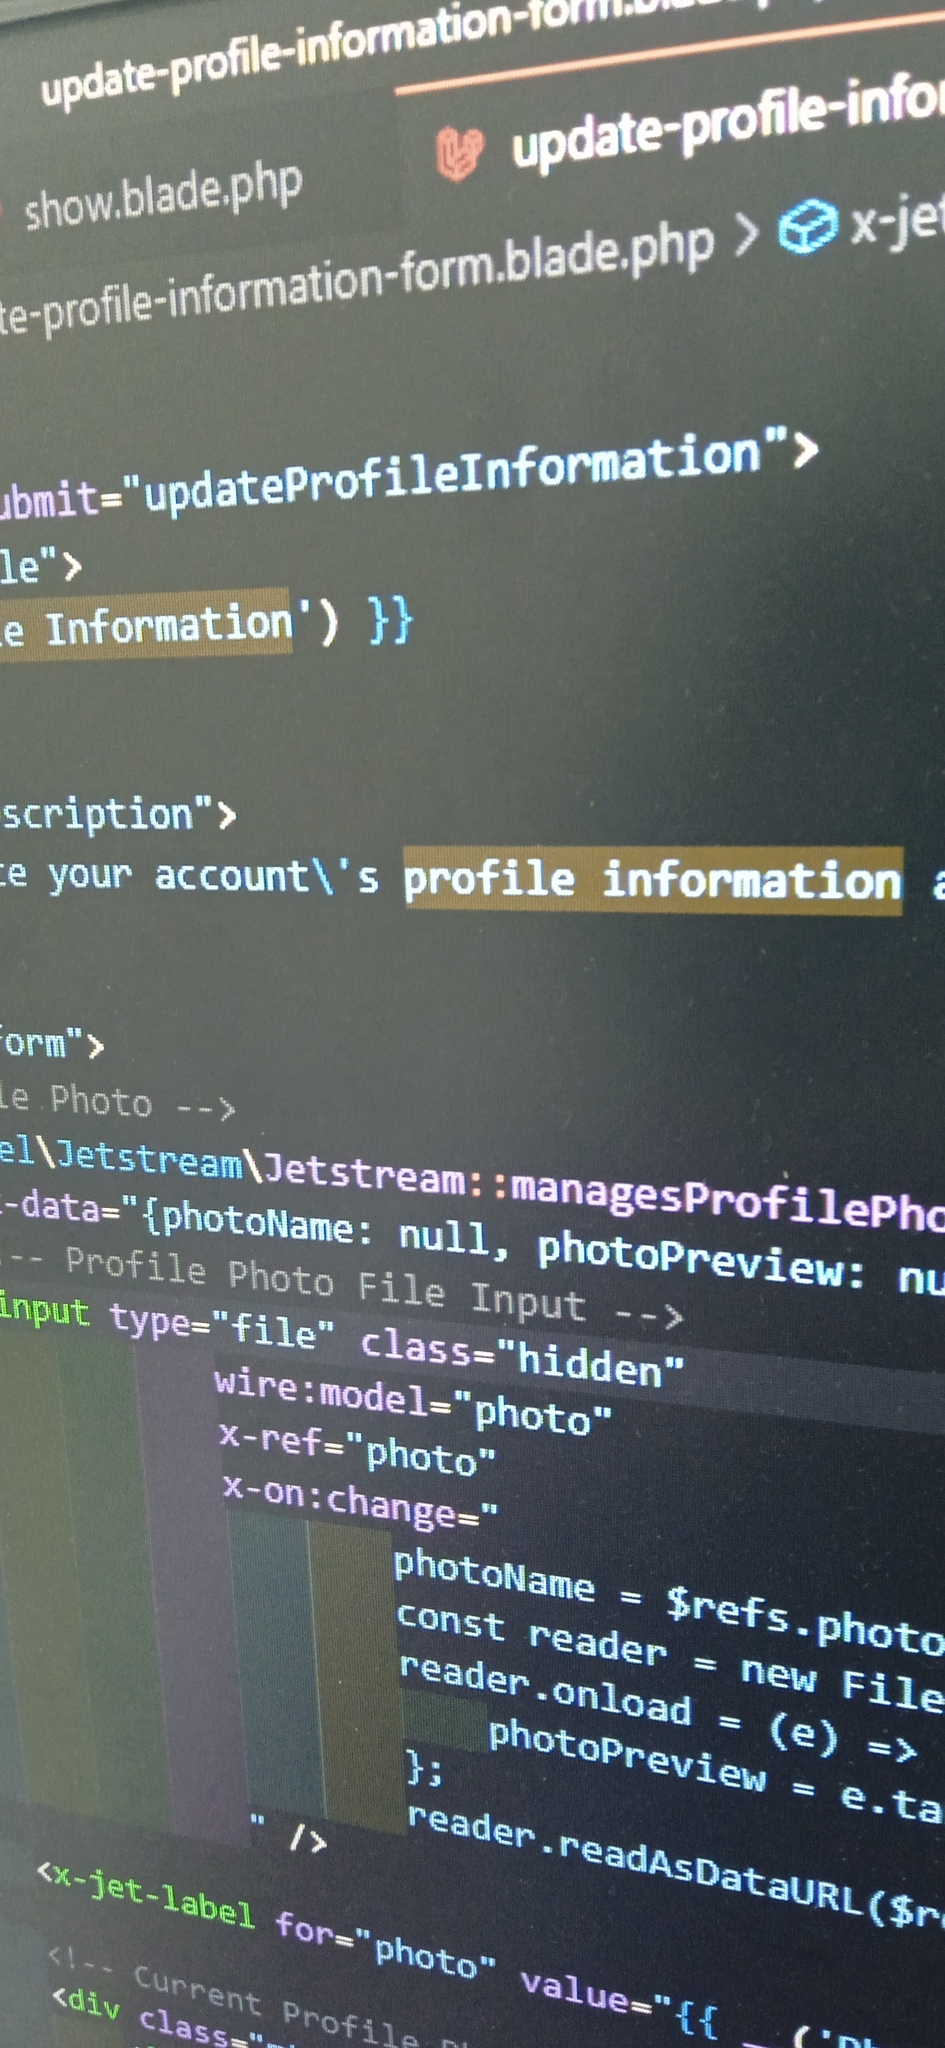 update-profile-information-form.blade.p
show.blade.php
update-profile-infor
te-profile-information-form.blade.php > x-jet
ubmit="updateProfileInformation">
le">
e Information') }}
scription">
te your account\'s profile information a
orm">
le Photo -->
el\Jetstream\Jetstream::managesProfilePho
-data="{photoName: null, photoPreview: nu
-- Profile Photo File Input -->
input type="file" class="hidden"
wire:model="photo"
x-ref="photo"
x-on:change="
photoName = $refs.photo
const reader = new File
reader.onload = (e) =>
photoPreview = e.ta
};
reader.readAsDataURL($re
" />
<x-jet-label for="photo" value="{{ __('Ph
<!-- Current Profile
<div class="